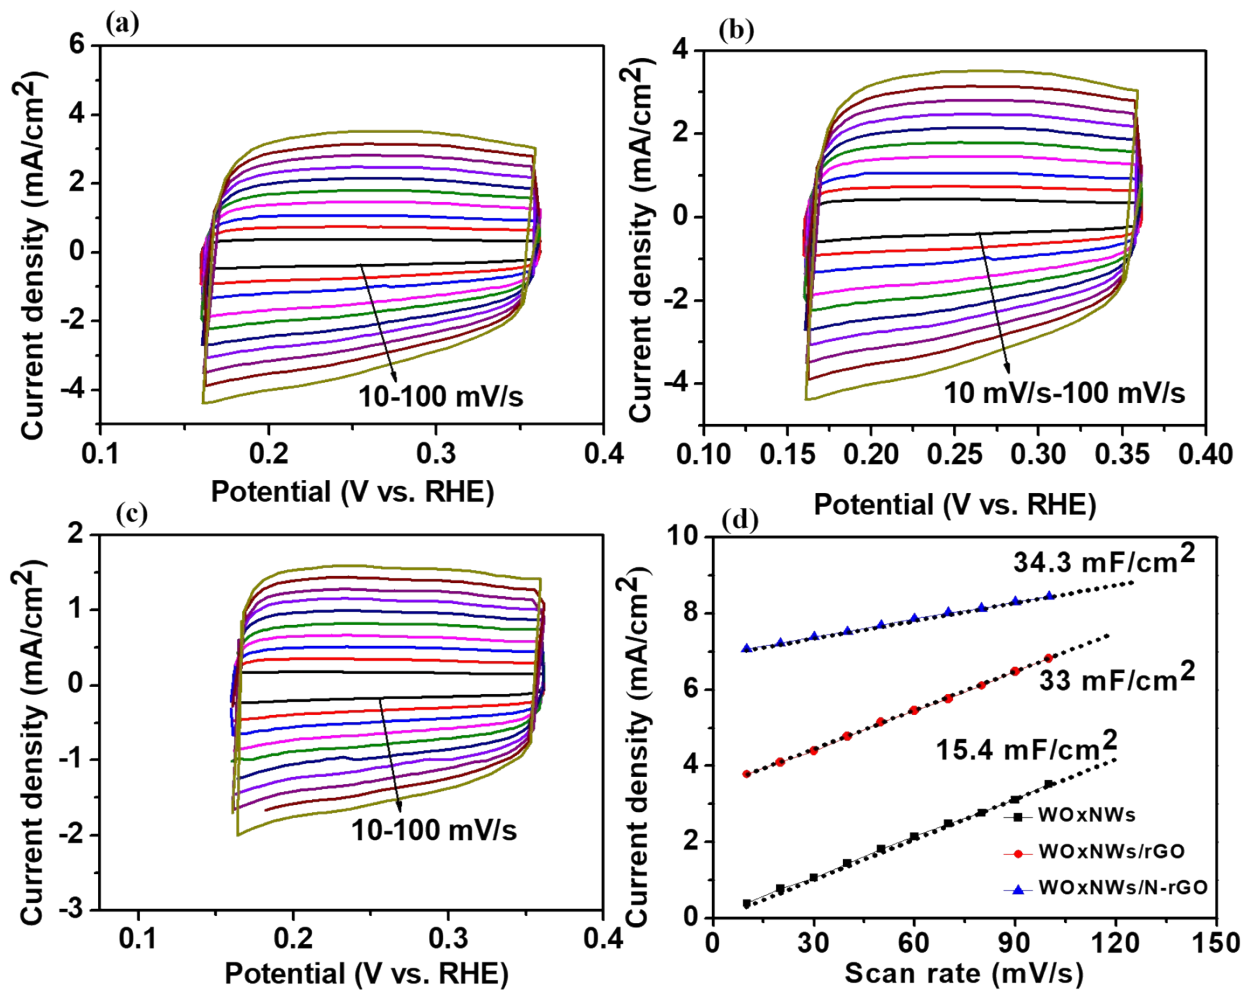 (a)
6
4
2
0
-2
-4
0.1
0.2
0.3
0.4
Current density (mA/cm2)
10-100 mV/s
Potential (V vs. RHE)
(b)
4
2
0
-2
-4
0.10
0.15
0.20
0.25
0.30
0.35
0.40
Current density (mA/cm2)
10 mV/s-100 mV/s
Potential (V vs. RHE)
(c)
2
1
0
-1
-2
-3
0.1
0.2
0.3
0.4
Current density (mA/cm2)
10-100 mV/s
Potential (V vs. RHE)
(d)
10
8
6
4
2
0
0
30
60
90
120
150
Current density (mA/cm2)
34.3 mF/cm2
33 mF/cm2
15.4 mF/cm2
WOxNWs
WOxNWs/rGO
WOxNWs/N-rGO
Scan rate (mV/s)